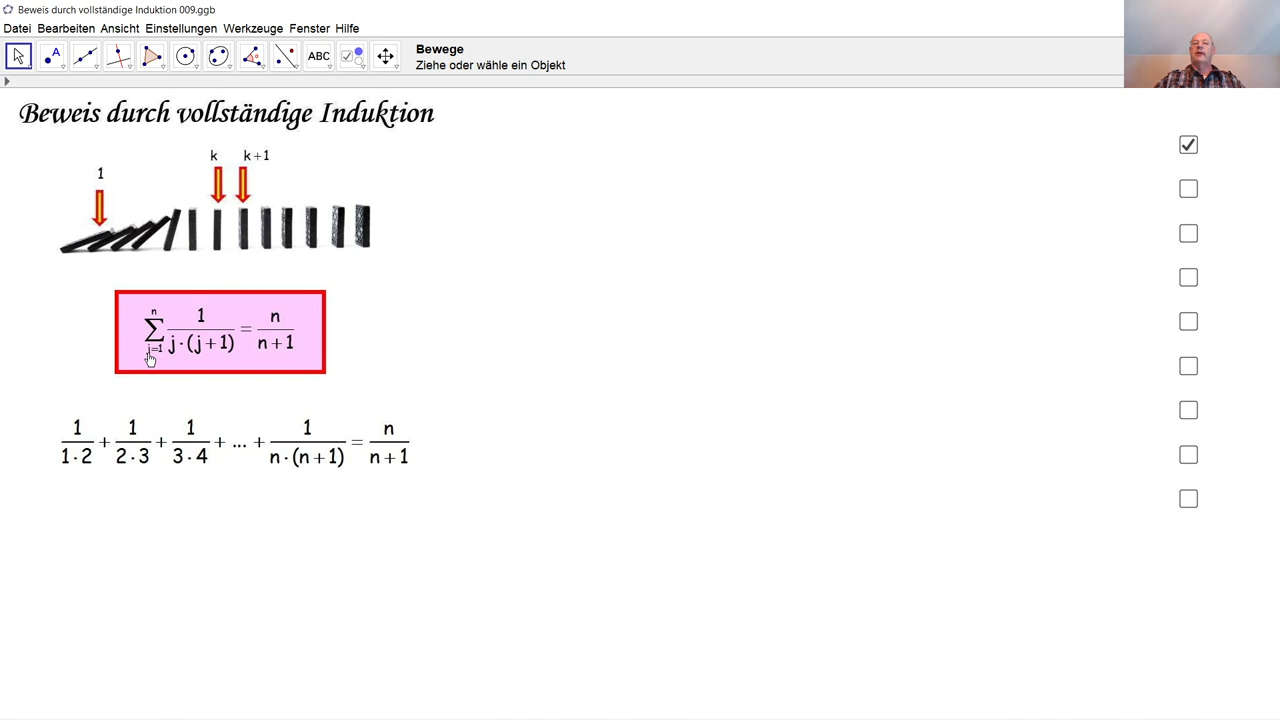 Beweis durch vollständige Induktion 009.ggb
Datei Bearbeiten Ansicht Einstellungen Werkzeuge Fenster Hilfe
A
ABC
Bewege
Ziehe oder wähle ein Objekt
Beweis durch vollständige Induktion
1 k k+1
∑_{j=1}^{n} 1/(j·(j+1)) = n/(n+1)
1/(1·2) + 1/(2·3) + 1/(3·4) + ... + 1/(n·(n+1)) = n/(n+1)